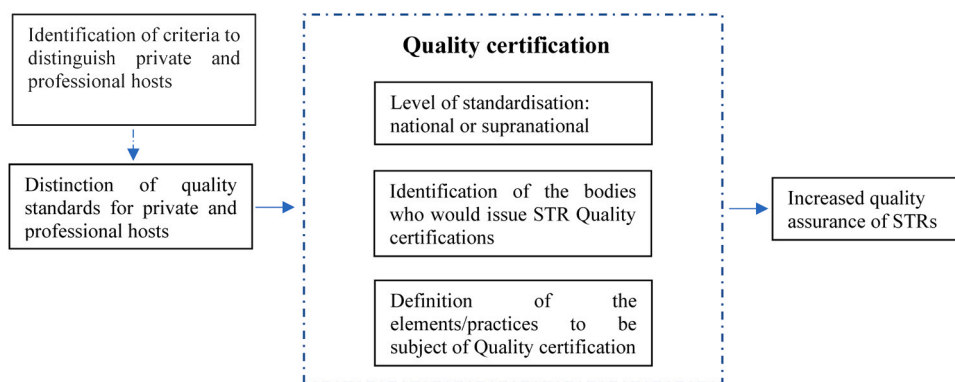 Identification of criteria to
distinguish private and
professional hosts
Distinction of quality
standards for private and
professional hosts
Quality certification
Level of standardisation:
national or supranational
Identification of the bodies
who would issue STR Quality
certifications
Definition of the
elements/practices to be
subject of Quality certification
Increased quality
assurance of STRs